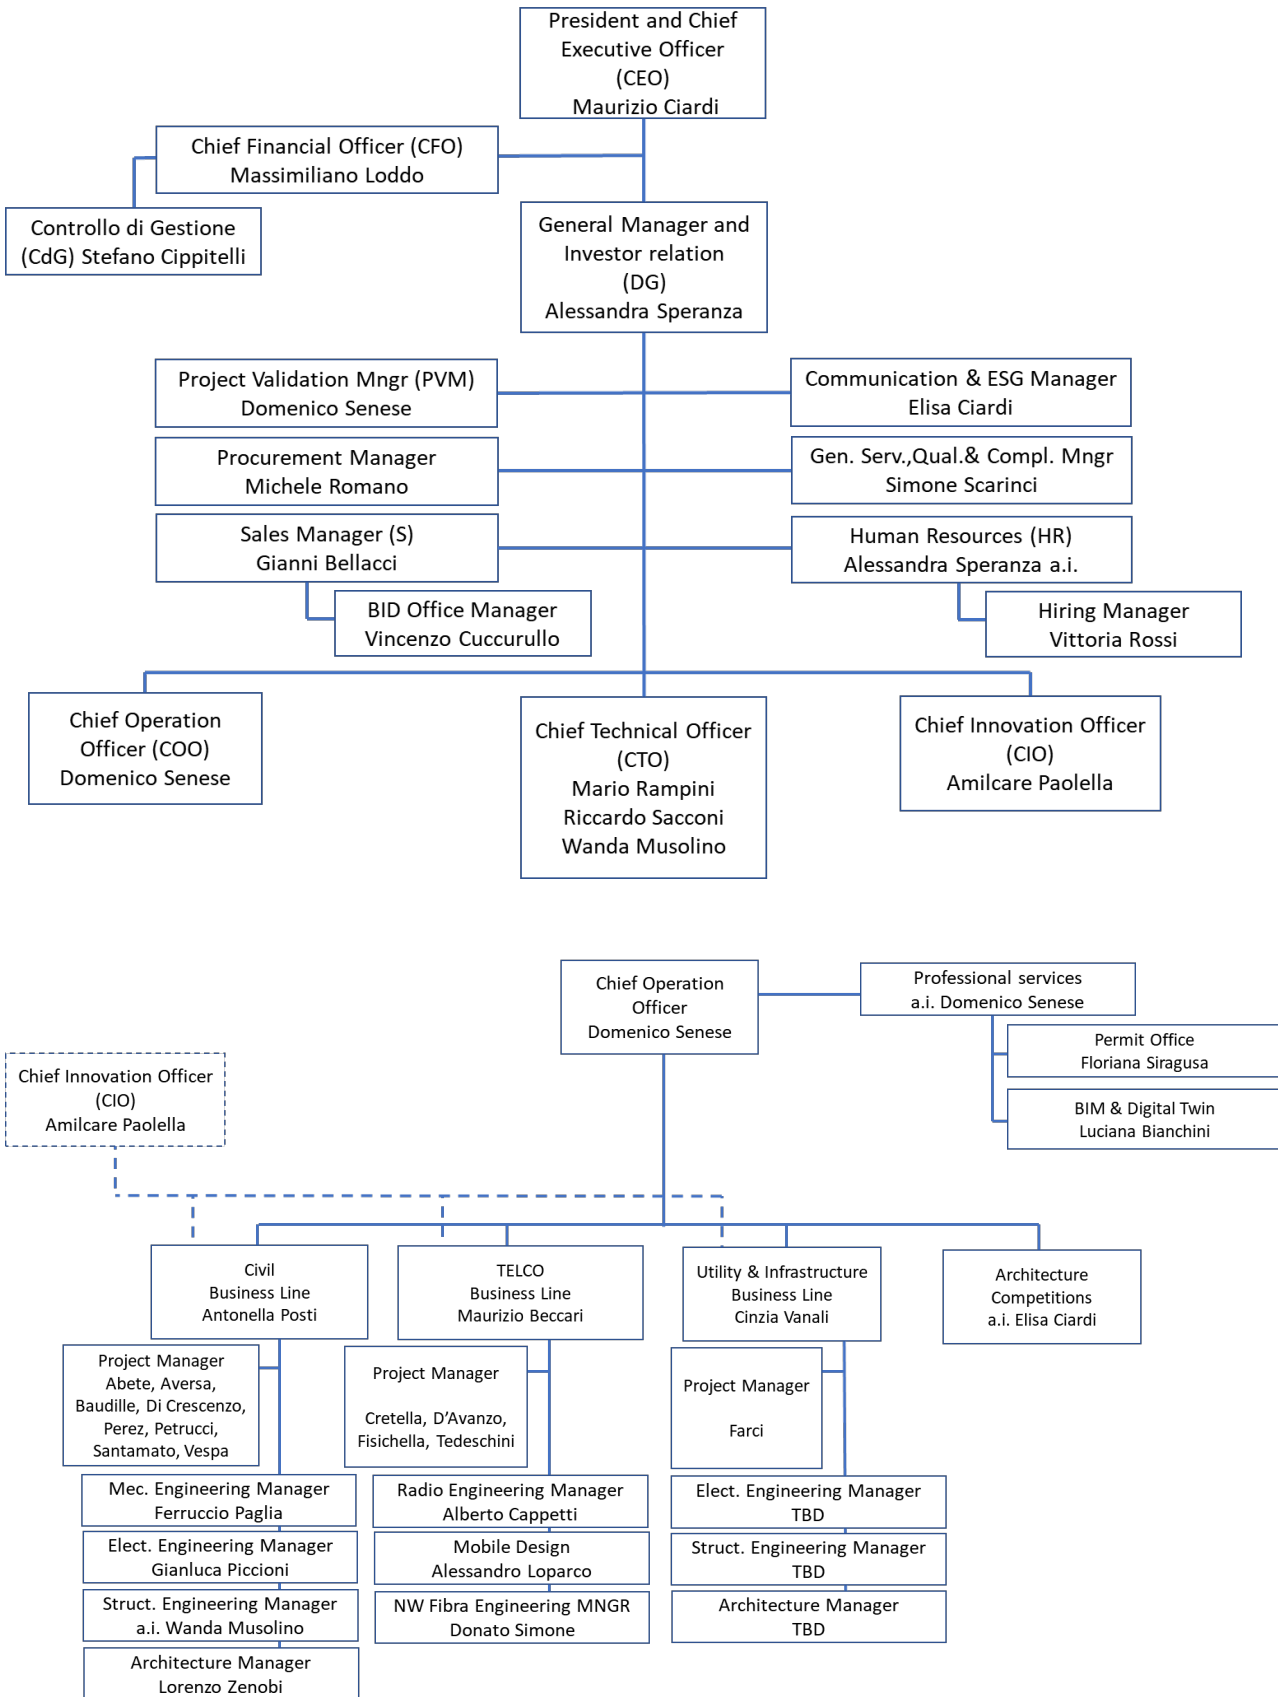 President and Chief
Executive Officer
(CEO)
Maurizio Ciardi
Chief Financial Officer (CFO)
Massimiliano Loddo
Controllo di Gestione
(CdG) Stefano Cippitelli
General Manager and
Investor relation
(DG)
Alessandra Speranza
Project Validation Mngr (PVM)
Domenico Senese
Communication & ESG Manager
Elisa Ciardi
Procurement Manager
Michele Romano
Gen. Serv.,Qual.& Compl. Mngr
Simone Scarinci
Sales Manager (S)
Gianni Bellacci
Human Resources (HR)
Alessandra Speranza a.i.
BID Office Manager
Vincenzo Cuccurullo
Hiring Manager
Vittoria Rossi
Chief Operation
Officer (COO)
Domenico Senese
Chief Technical Officer
(CTO)
Mario Rampini
Riccardo Sacconi
Wanda Musolino
Chief Innovation Officer
(CIO)
Amilcare Paolella
Chief Operation
Officer
Domenico Senese
Professional services
a.i. Domenico Senese
Permit Office
Floriana Siragusa
BIM & Digital Twin
Luciana Bianchini
Chief Innovation Officer
(CIO)
Amilcare Paolella
Civil
Business Line
Antonella Posti
TELCO
Business Line
Maurizio Beccari
Utility & Infrastructure
Business Line
Cinzia Vanali
Architecture
Competitions
a.i. Elisa Ciardi
Project Manager
Abete, Aversa,
Baudille, Di Crescenzo,
Perez, Petrucci,
Santamato, Vespa
Project Manager
Cretella, D'Avanzo,
Fisichella, Tedeschini
Project Manager
Farci
Mec. Engineering Manager
Ferruccio Paglia
Elect. Engineering Manager
Gianluca Piccioni
Struct. Engineering Manager
a.i. Wanda Musolino
Architecture Manager
Lorenzo Zenobi
Radio Engineering Manager
Alberto Cappetti
Mobile Design
Alessandro Loparco
NW Fibra Engineering MNGR
Donato Simone
Elect. Engineering Manager
TBD
Struct. Engineering Manager
TBD
Architecture Manager
TBD